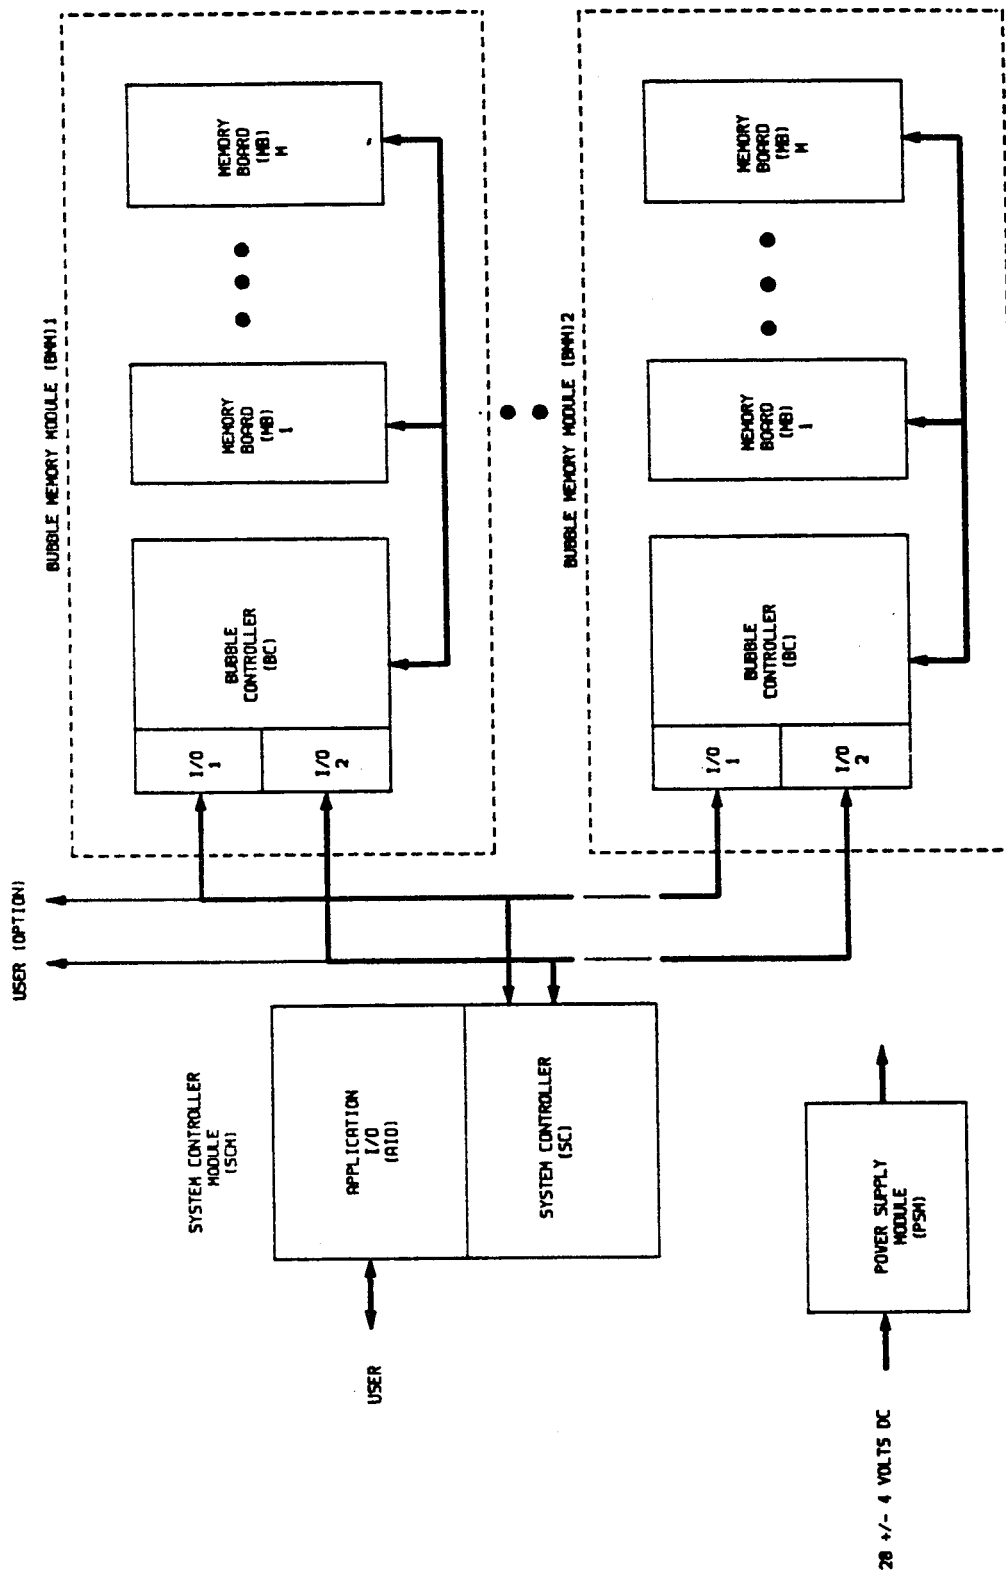 USER (OPTION)
BUBBLE MEMORY MODULE (BMM)1
I/O
1
I/O
2
BUBBLE
CONTROLLER
(BC)
MEMORY
BOARD
(MB)
1
MEMORY
BOARD
(MB)
M
SYSTEM CONTROLLER
MODULE
(SCM)
USER
APPLICATION
I/O
(AIO)
SYSTEM CONTROLLER
(SC)
BUBBLE MEMORY MODULE (BMM)2
I/O
1
I/O
2
BUBBLE
CONTROLLER
(BC)
MEMORY
BOARD
(MB)
1
MEMORY
BOARD
(MB)
M
28 +/- 4 VOLTS DC
POWER SUPPLY
MODULE
(PSM)